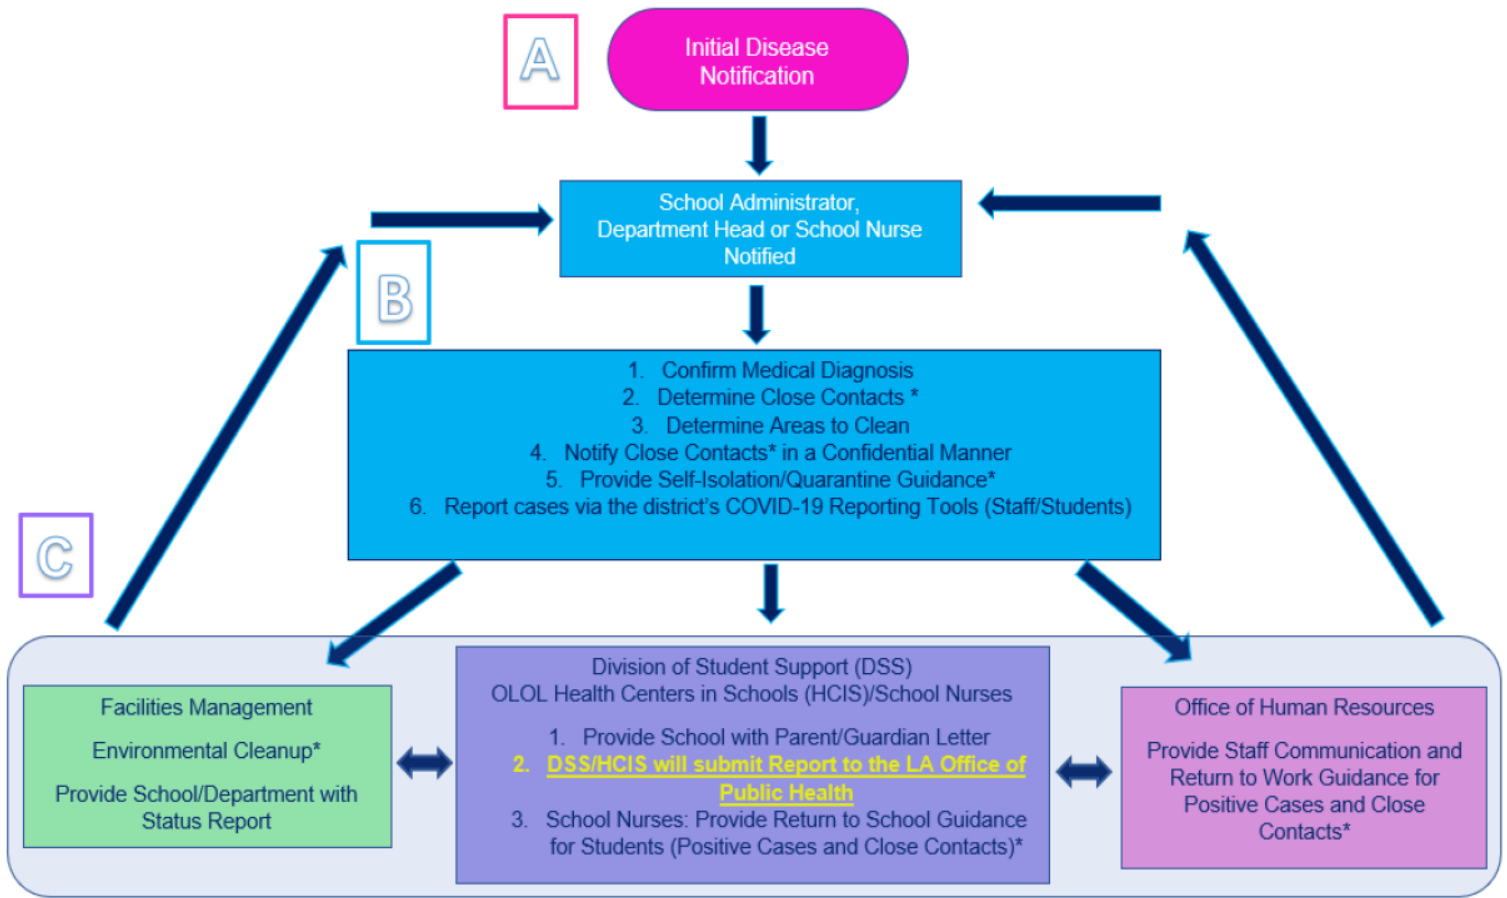 A
Initial Disease
Notification
School Administrator,
Department Head or School Nurse
Notified
B
1. Confirm Medical Diagnosis
2. Determine Close Contacts *
3. Determine Areas to Clean
4. Notify Close Contacts* in a Confidential Manner
5. Provide Self-Isolation/Quarantine Guidance*
6. Report cases via the district's COVID-19 Reporting Tools (Staff/Students)
C
Facilities Management
Environmental Cleanup*
Provide School/Department with
Status Report
Division of Student Support (DSS)
OLOL Health Centers in Schools (HCIS)/School Nurses
1. Provide School with Parent/Guardian Letter
2. DSS/HCIS will submit Report to the LA Office of
Public Health
3. School Nurses: Provide Return to School Guidance
for Students (Positive Cases and Close Contacts)*
Office of Human Resources
Provide Staff Communication and
Return to Work Guidance for
Positive Cases and Close
Contacts*